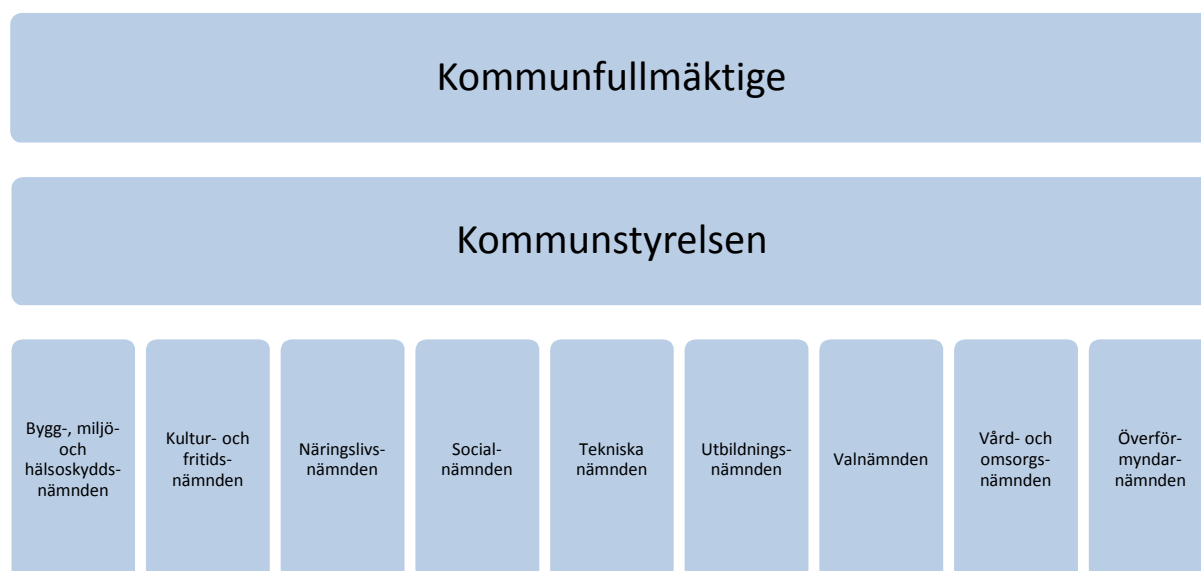 Kommunfullmäktige
Kommunstyrelsen
Bygg-, miljö-
och
hälsoskydds-
nämnden
Kultur- och
fritids-
nämnden
Näringslivs-
nämnden
Social-
nämnden
Tekniska
nämnden
Utbildnings-
nämnden
Valnämnden
Vård- och
omsorgs-
nämnden
Överför-
myndar-
nämnden